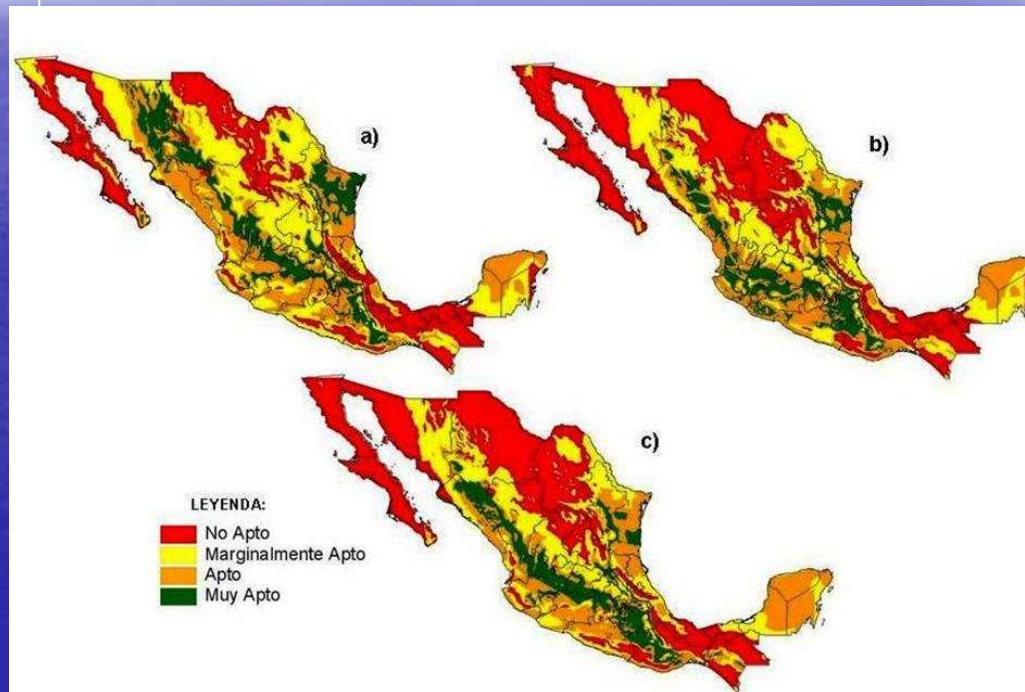 a)
b)
c)
LEYENDA:
No Apto
Marginalmente Apto
Apto
Muy Apto